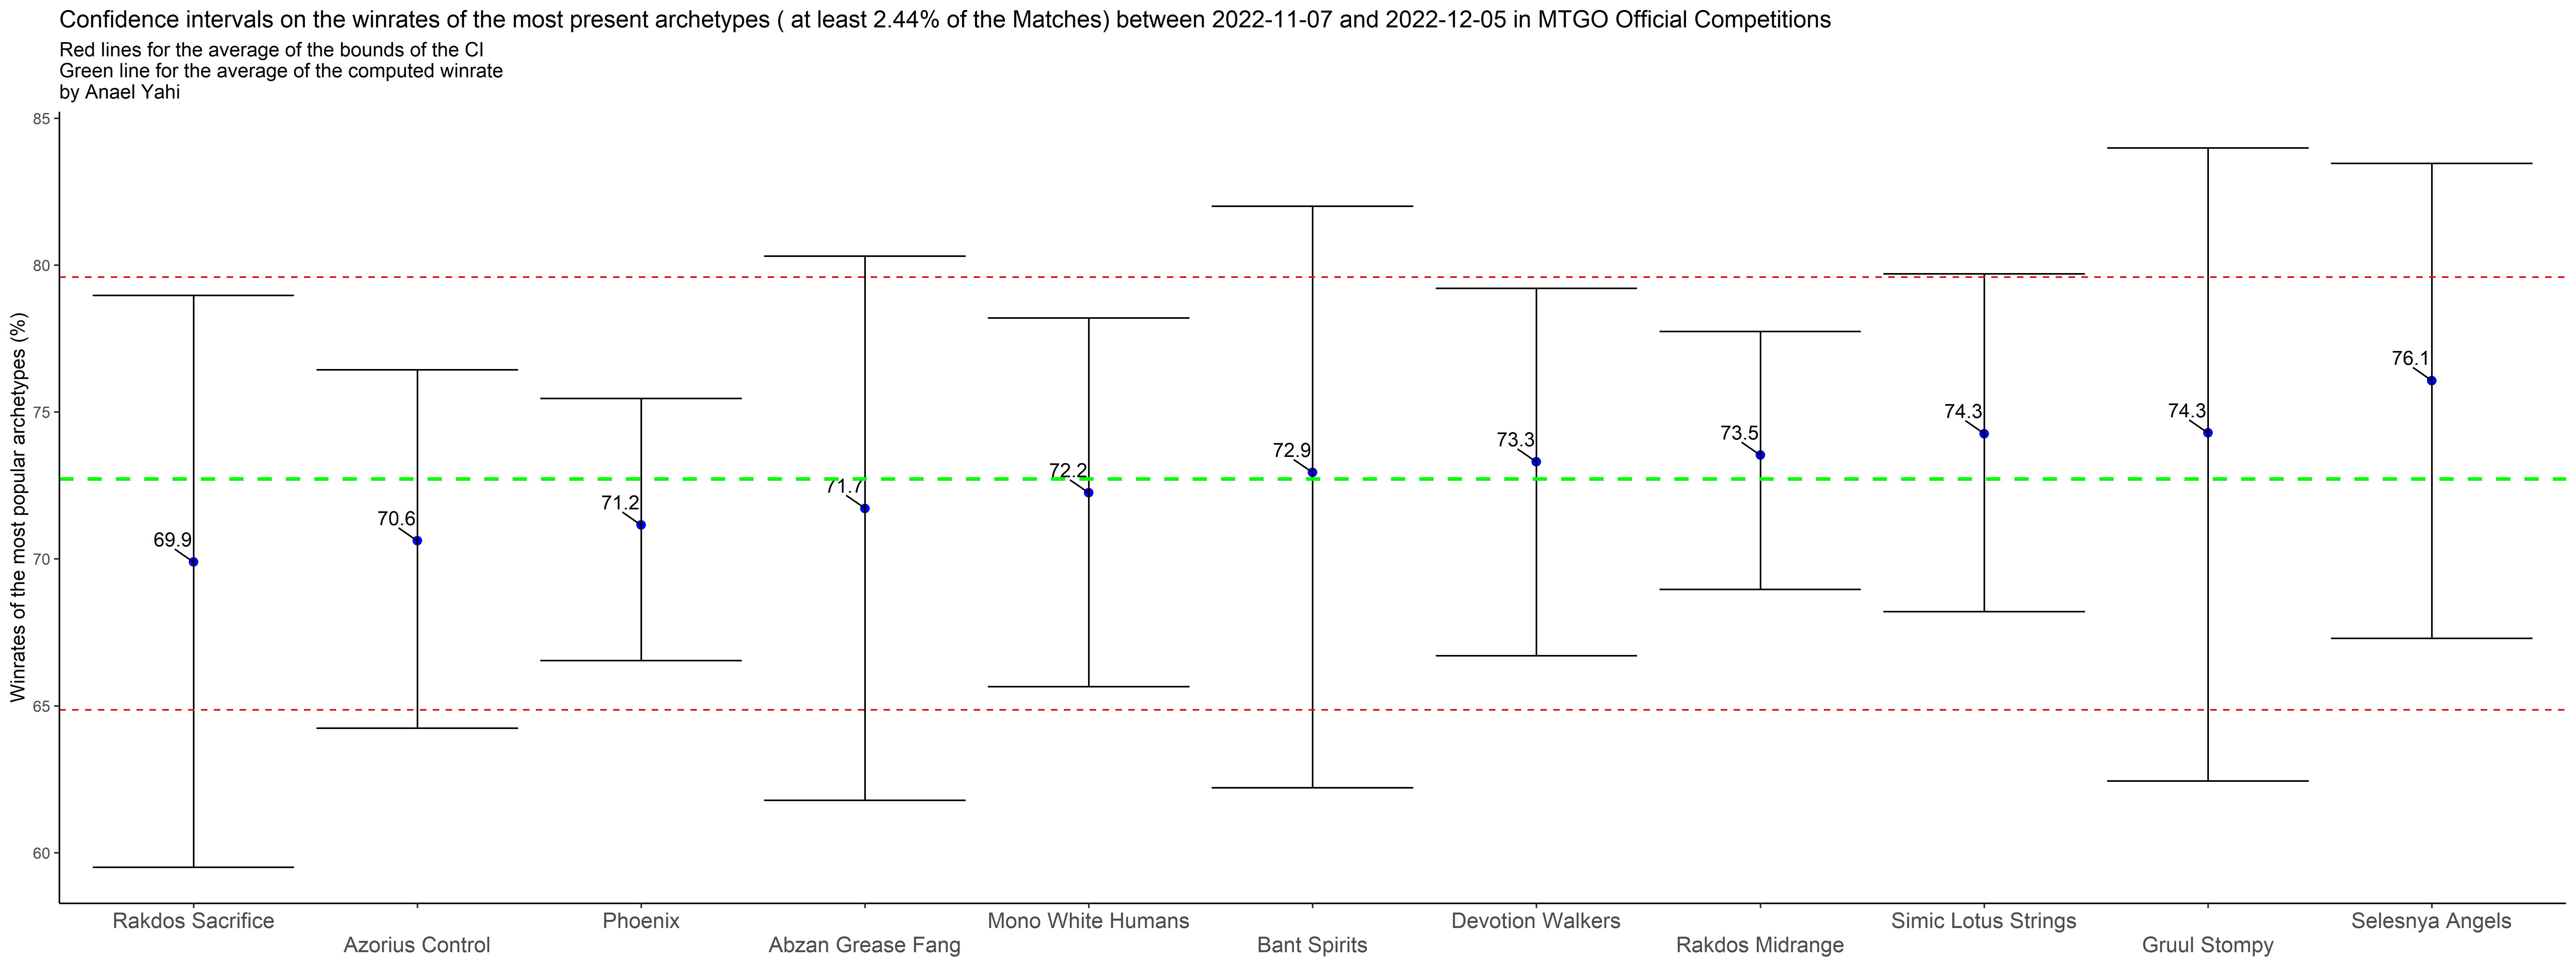 Confidence intervals on the winrates of the most present archetypes ( at least 2.44% of the Matches) between 2022-11-07 and 2022-12-05 in MTGO Official Competitions
Red lines for the average of the bounds of the CI
Green line for the average of the computed winrate
by Anael Yahi
Winrates of the most popular archetypes (%)
85
80
75
70
65
60
69.9
70.6
71.2
71.7
72.2
72.9
73.3
73.5
74.3
74.3
76.1
Rakdos Sacrifice
Azorius Control
Phoenix
Abzan Grease Fang
Mono White Humans
Bant Spirits
Devotion Walkers
Rakdos Midrange
Simic Lotus Strings
Gruul Stompy
Selesnya Angels